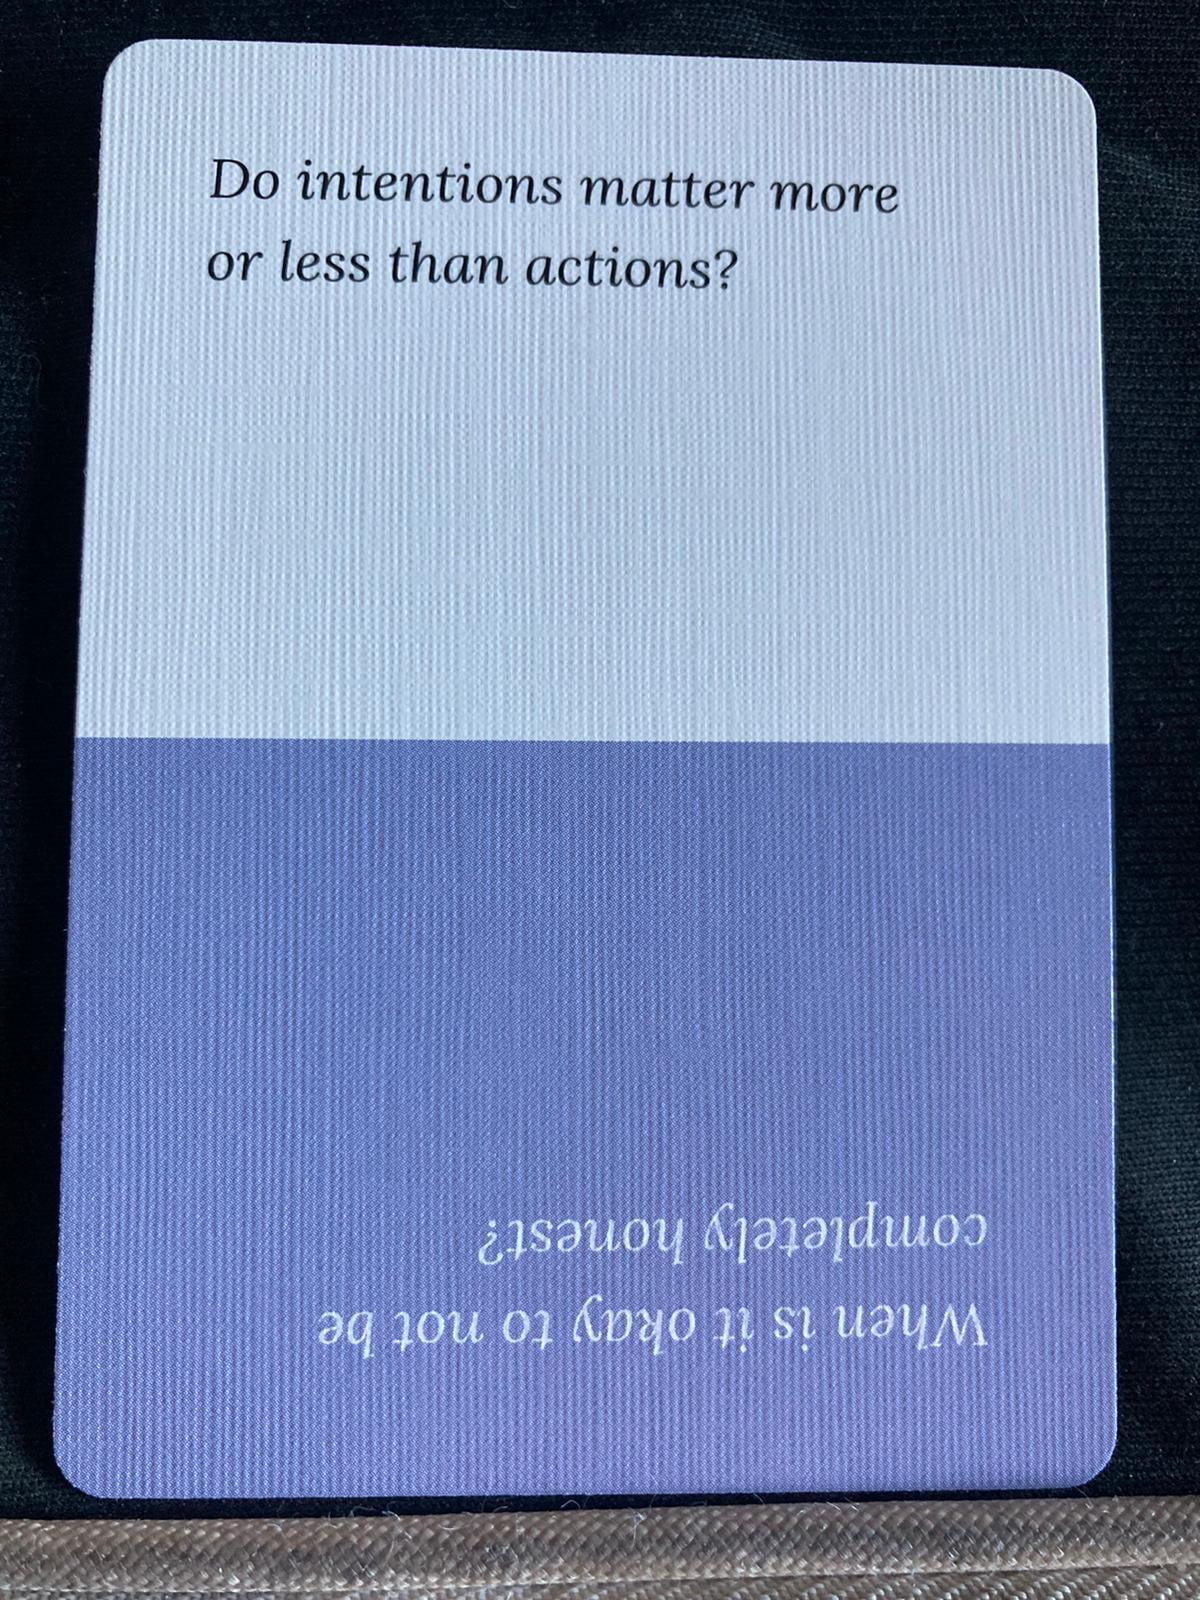 Do intentions matter more
or less than actions?
When is it okay to not be
completely honest?